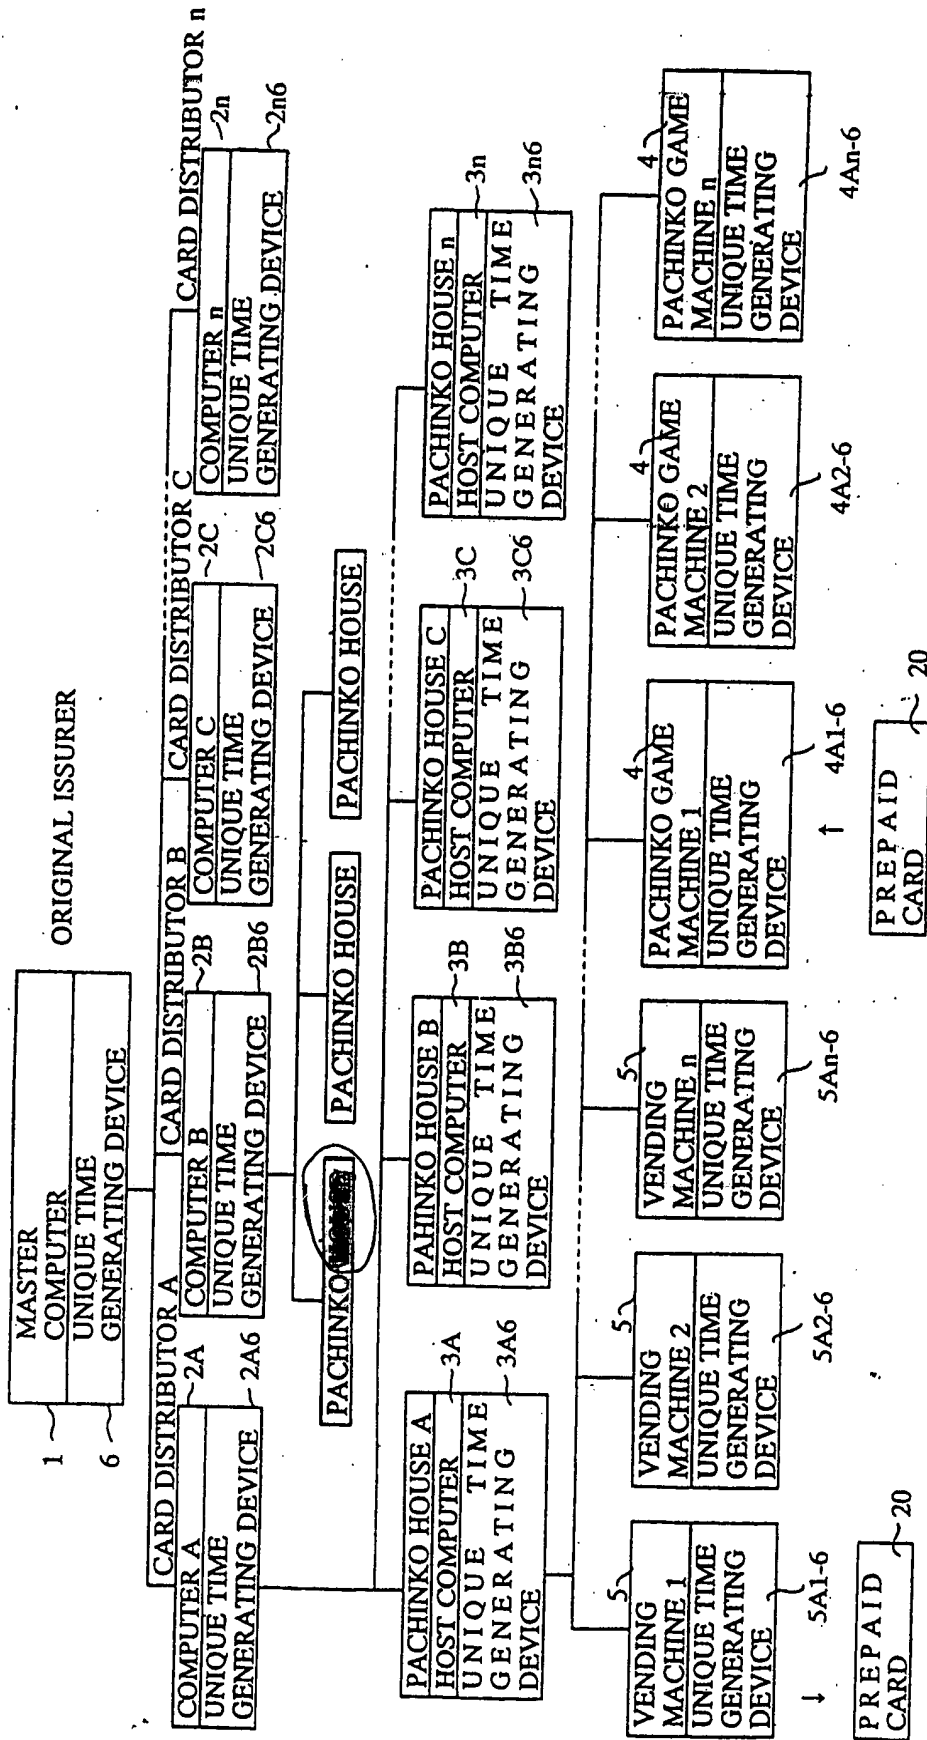 ORIGINAL ISSURER
MASTER
COMPUTER
UNIQUE TIME
GENERATING DEVICE
1
6
CARD DISTRIBUTOR A
COMPUTER A
UNIQUE TIME
GENERATING DEVICE
2A
2A6
CARD DISTRIBUTOR B
COMPUTER B
UNIQUE TIME
GENERATING DEVICE
2B
2B6
CARD DISTRIBUTOR C
COMPUTER C
UNIQUE TIME
GENERATING DEVICE
2C
2C6
CARD DISTRIBUTOR n
COMPUTER n
UNIQUE TIME
GENERATING DEVICE
2n
2n6
PACHINKO
PACHINKO HOUSE
PACHINKO HOUSE
PACHINKO HOUSE A
HOST COMPUTER
UNIQUE TIME
GENERATING
DEVICE
3A
3A6
PAHINKO HOUSE B
HOST COMPUTER
UNIQUE TIME
GENERATING
DEVICE
3B
3B6
PACHINKO HOUSE C
HOST COMPUTER
UNIQUE TIME
GENERATING
DEVICE
3C
3C6
PACHINKO HOUSE n
HOST COMPUTER
UNIQUE TIME
GENERATING
DEVICE
3n
3n6
5
VENDING
MACHINE 1
UNIQUE TIME
GENERATING
DEVICE
5A1-6
↓
PREPAID
CARD
20
5
VENDING
MACHINE 2
UNIQUE TIME
GENERATING
DEVICE
5A2-6
5
VENDING
MACHINE n
UNIQUE TIME
GENERATING
DEVICE
5An-6
4
PACHINKO GAME
MACHINE 1
UNIQUE TIME
GENERATING
DEVICE
4A1-6
↑
PREPAID
CARD
20
4
PACHINKO GAME
MACHINE 2
UNIQUE TIME
GENERATING
DEVICE
4A2-6
4
PACHINKO GAME
MACHINE n
UNIQUE TIME
GENERATING
DEVICE
4An-6